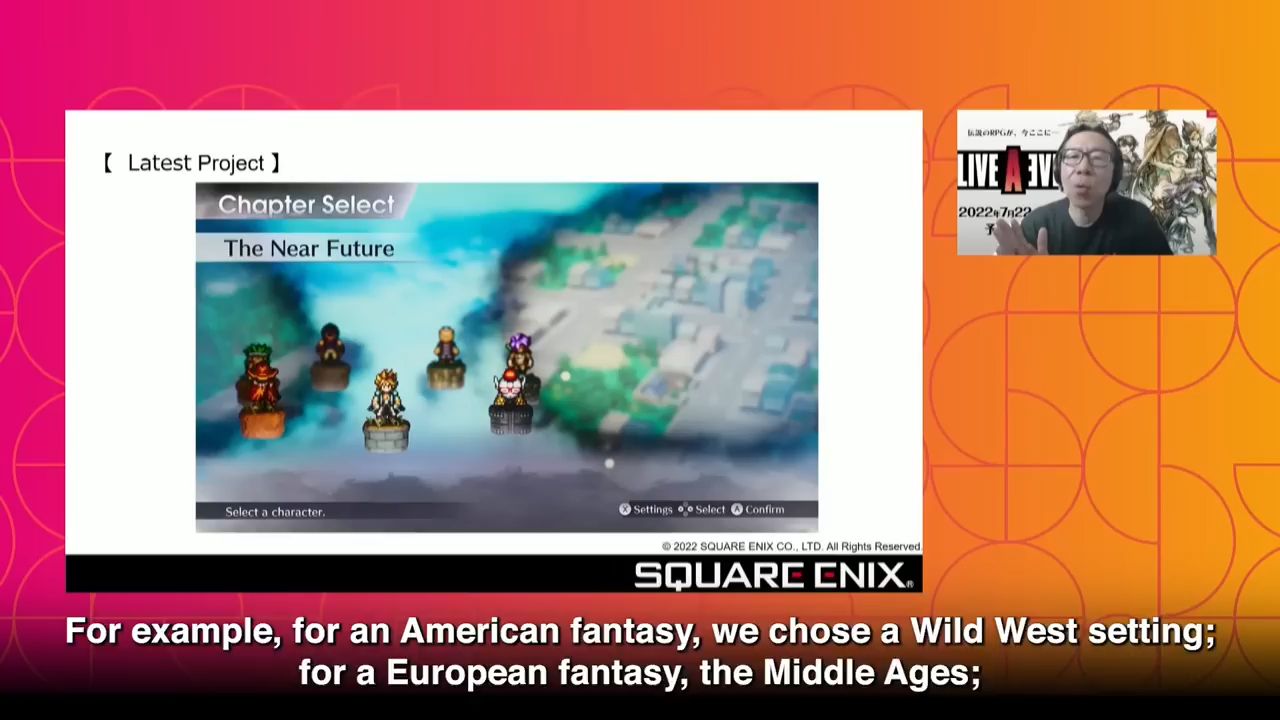 【 Latest Project 】
Chapter Select
The Near Future
Select a character.
X Settings Select A Confirm
© 2022 SQUARE ENIX CO., LTD. All Rights Reserved.
SQUARE ENIX®
伝説のRPGが、今ここに
LIVE A EV
2022年7月22
予
For example, for an American fantasy, we chose a Wild West setting;
for a European fantasy, the Middle Ages;